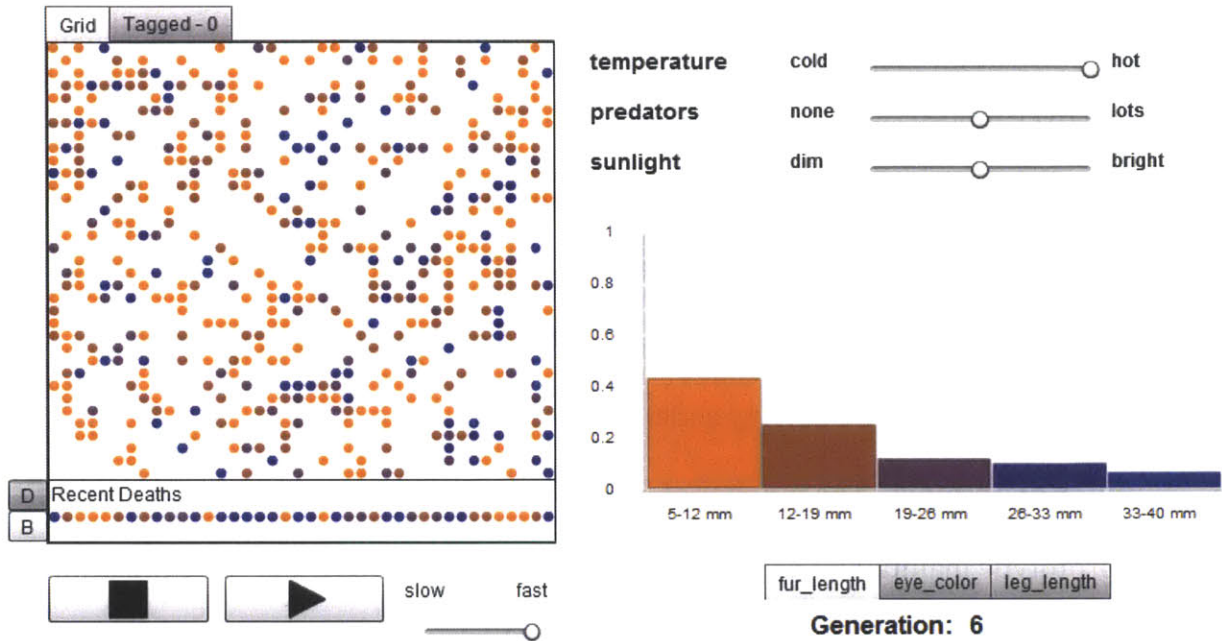 Grid Tagged - 0
temperature cold hot
predators none lots
sunlight dim bright
1
0.8
0.6
0.4
0.2
0
5-12 mm 12-19 mm 19-26 mm 26-33 mm 33-40 mm
D Recent Deaths
B
slow fast
fur_length eye_color leg_length
Generation: 6